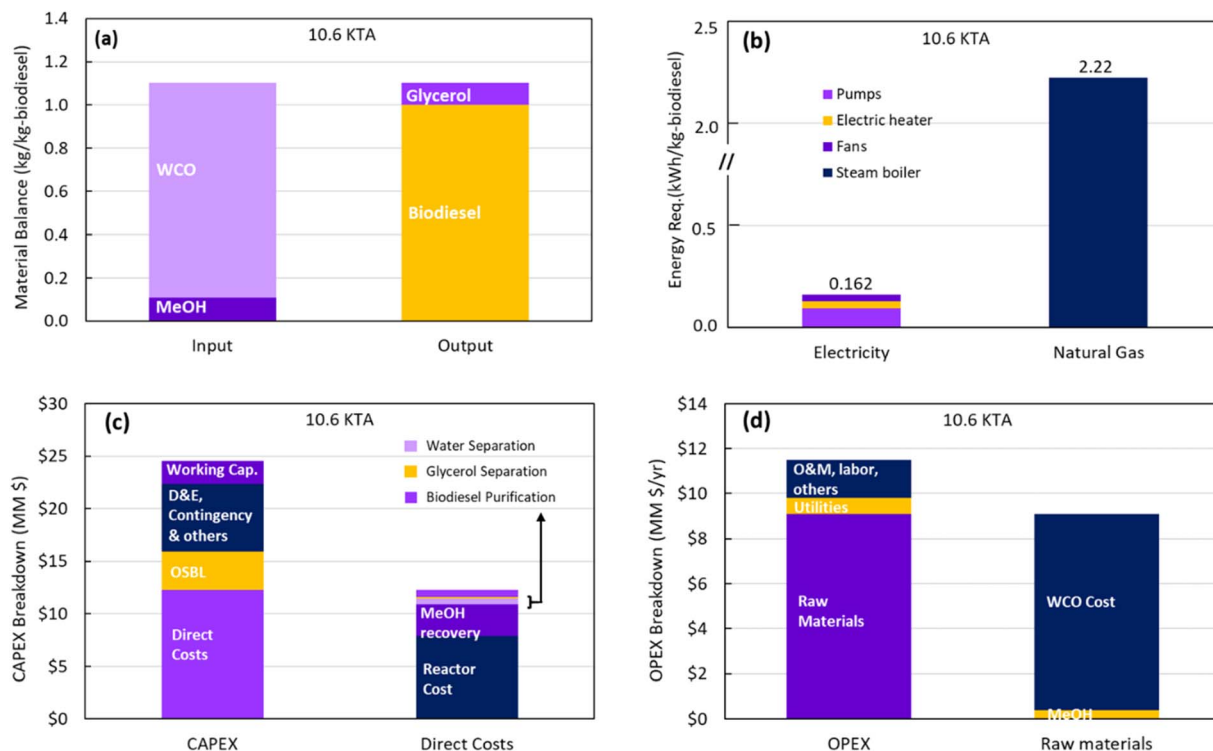 (a)
10.6 KTA
Material Balance (kg/kg-biodiesel)
1.4
1.2
1.0
0.8
0.6
0.4
0.2
0.0
WCO
MeOH
Glycerol
Biodiesel
Input
Output
(b)
10.6 KTA
Energy Req.(kWh/kg-biodiesel)
2.5
2.0
//
0.5
0.0
Pumps
Electric heater
Fans
Steam boiler
0.162
2.22
Electricity
Natural Gas
(c)
10.6 KTA
CAPEX Breakdown (MM $)
$30
$25
$20
$15
$10
$5
$0
Water Separation
Glycerol Separation
Biodiesel Purification
Working Cap.
D&E,
Contingency
& others
OSBL
Direct
Costs
MeOH
recovery
Reactor
Cost
CAPEX
Direct Costs
(d)
10.6 KTA
OPEX Breakdown (MM $/yr)
$14
$12
$10
$8
$6
$4
$2
$0
O&M, labor,
others
Utilities
Raw
Materials
WCO Cost
MeOH
OPEX
Raw materials